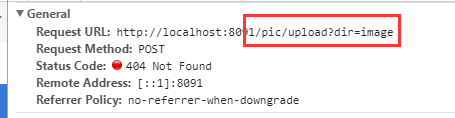 General
Request URL: http://localhost:8091/pic/upload?dir=image
Request Method: POST
Status Code: 404 Not Found
Remote Address: [::1]:8091
Referrer Policy: no-referrer-when-downgrade